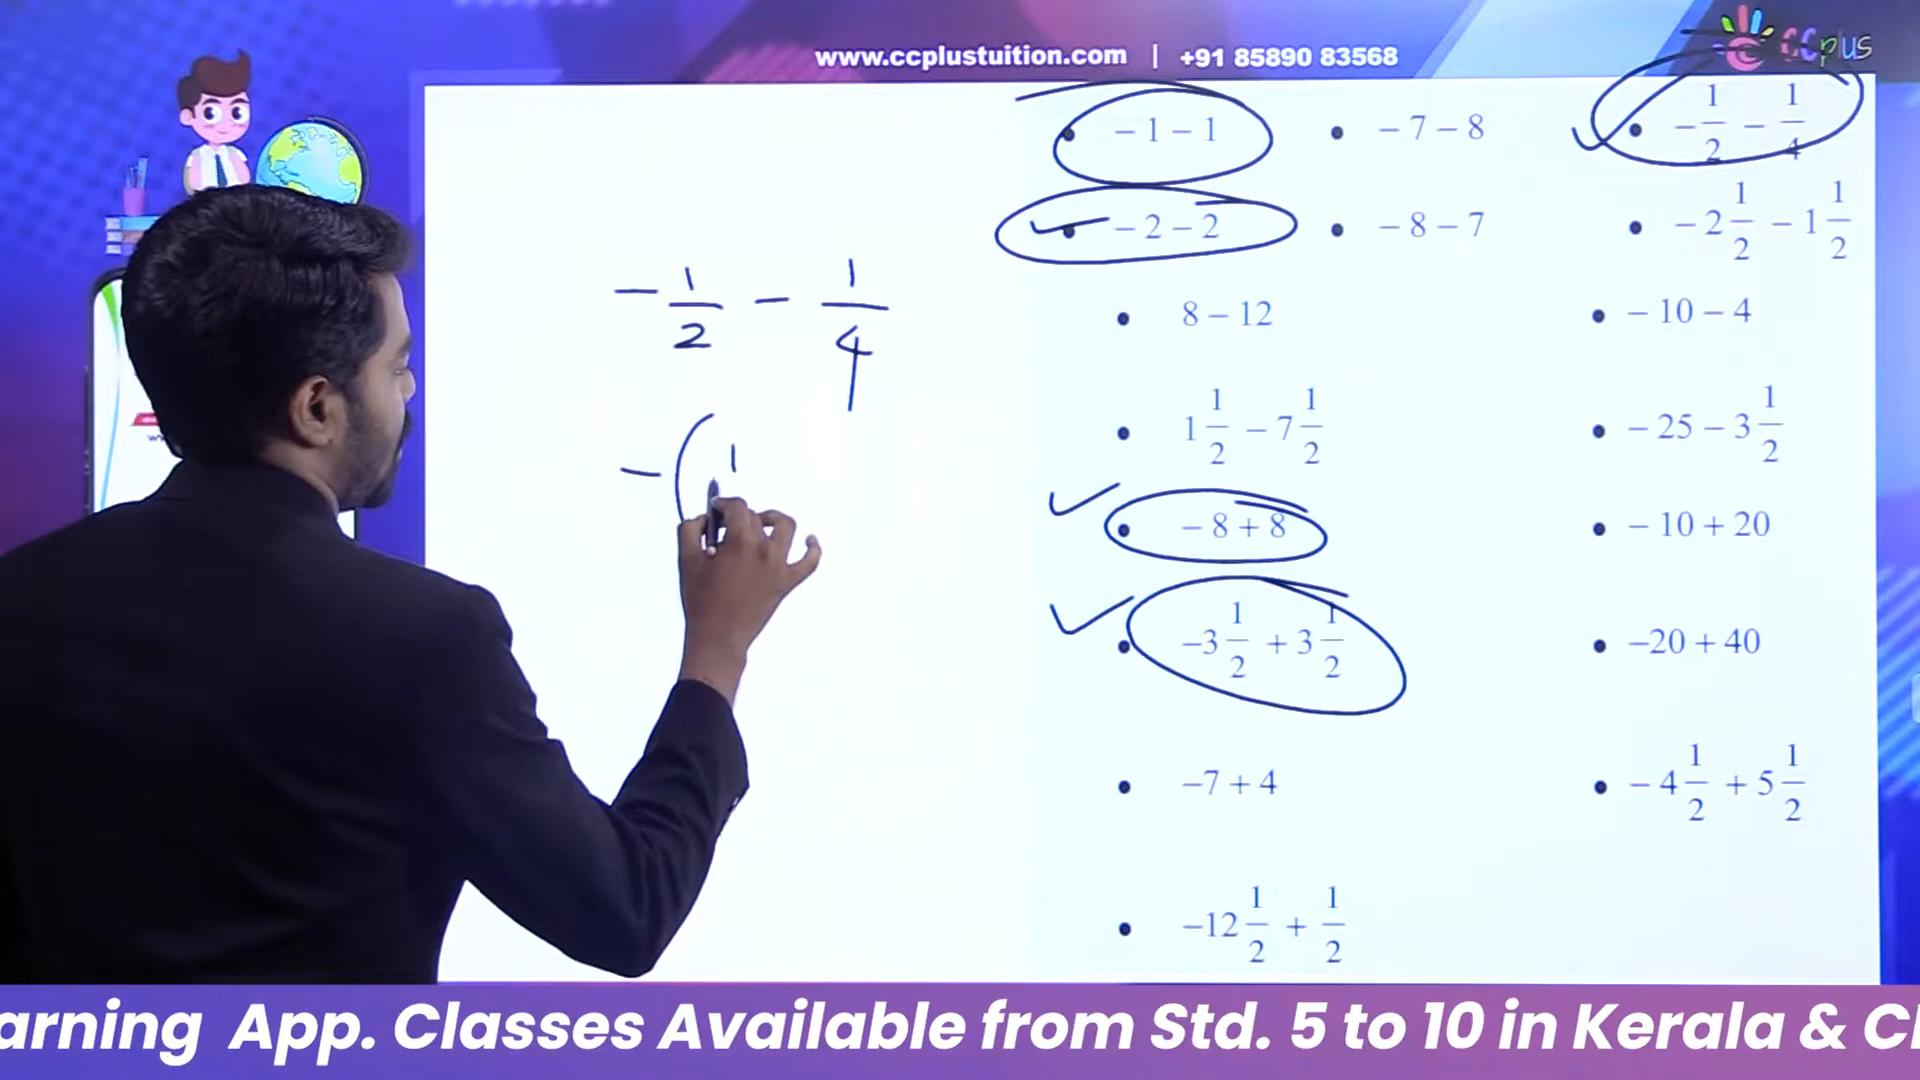 www.ccplustuition.com | +91 85890 83568
CCplus
• – 1 – 1 • – 7 – 8 • –1/2 – 1/4
• – 2 – 2 • – 8 – 7 • – 2 1/2 – 1 1/2
• 8 – 12 • – 10 – 4
• 1 1/2 – 7 1/2 • – 25 – 3 1/2
• – 8 + 8 • – 10 + 20
• –3 1/2 + 3 1/2 • –20 + 40
• –7 + 4 • – 4 1/2 + 5 1/2
• –12 1/2 + 1/2
– 1/2 – 1/4
– ( 1
arning App. Classes Available from Std. 5 to 10 in Kerala &